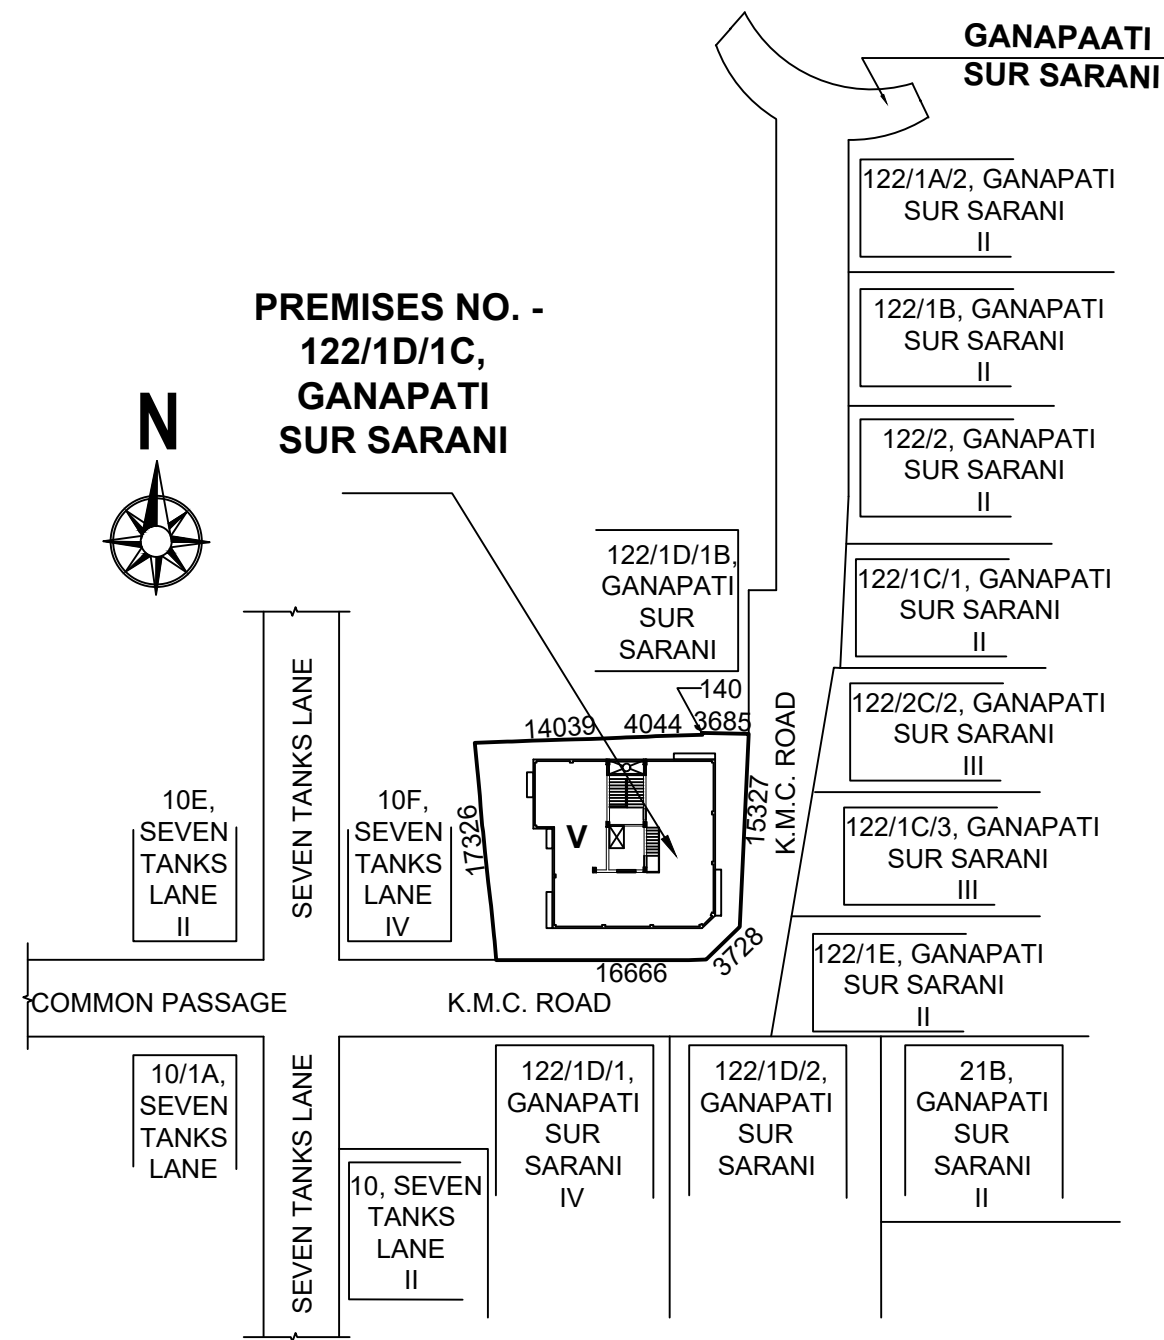 GANAPAATI
SUR SARANI
122/1A/2, GANAPATI
SUR SARANI
II
PREMISES NO. -
122/1D/1C,
GANAPATI
SUR SARANI
122/1B, GANAPATI
SUR SARANI
II
N
122/2, GANAPATI
SUR SARANI
II
122/1D/1B,
GANAPATI
SUR
SARANI
122/1C/1, GANAPATI
SUR SARANI
II
SEVEN TANKS LANE
140
14039
4044
3685
K.M.C. ROAD
122/2C/2, GANAPATI
SUR SARANI
III
10E,
SEVEN
TANKS
LANE
II
10F,
SEVEN
TANKS
LANE
IV
17326
V
15327
122/1C/3, GANAPATI
SUR SARANI
III
3728
16666
122/1E, GANAPATI
SUR SARANI
II
COMMON PASSAGE
K.M.C. ROAD
10/1A,
SEVEN
TANKS
LANE
SEVEN TANKS LANE
10, SEVEN
TANKS
LANE
II
122/1D/1,
GANAPATI
SUR
SARANI
IV
122/1D/2,
GANAPATI
SUR
SARANI
21B,
GANAPATI
SUR
SARANI
II